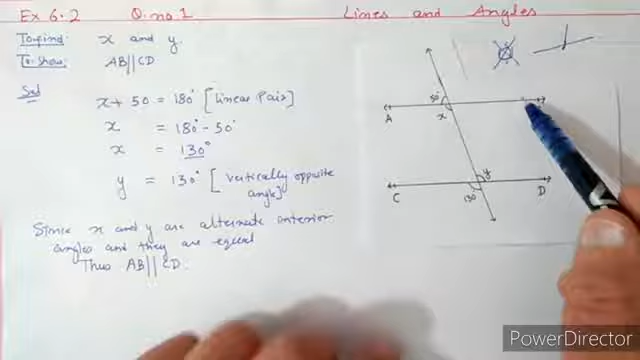 Ex 6.2 Q. no 1 Lines and Angles
To find: x and y
To show: AB||CD
Sol
x + 50 = 180° [Linear Pair]
x = 180° - 50°
x = 130°
y = 130° [vertically opposite
angle]
Since x and y are alternate interior
angles and they are equal
Thus AB||CD.
50°
A
x
y
C
130°
D
PowerDirector